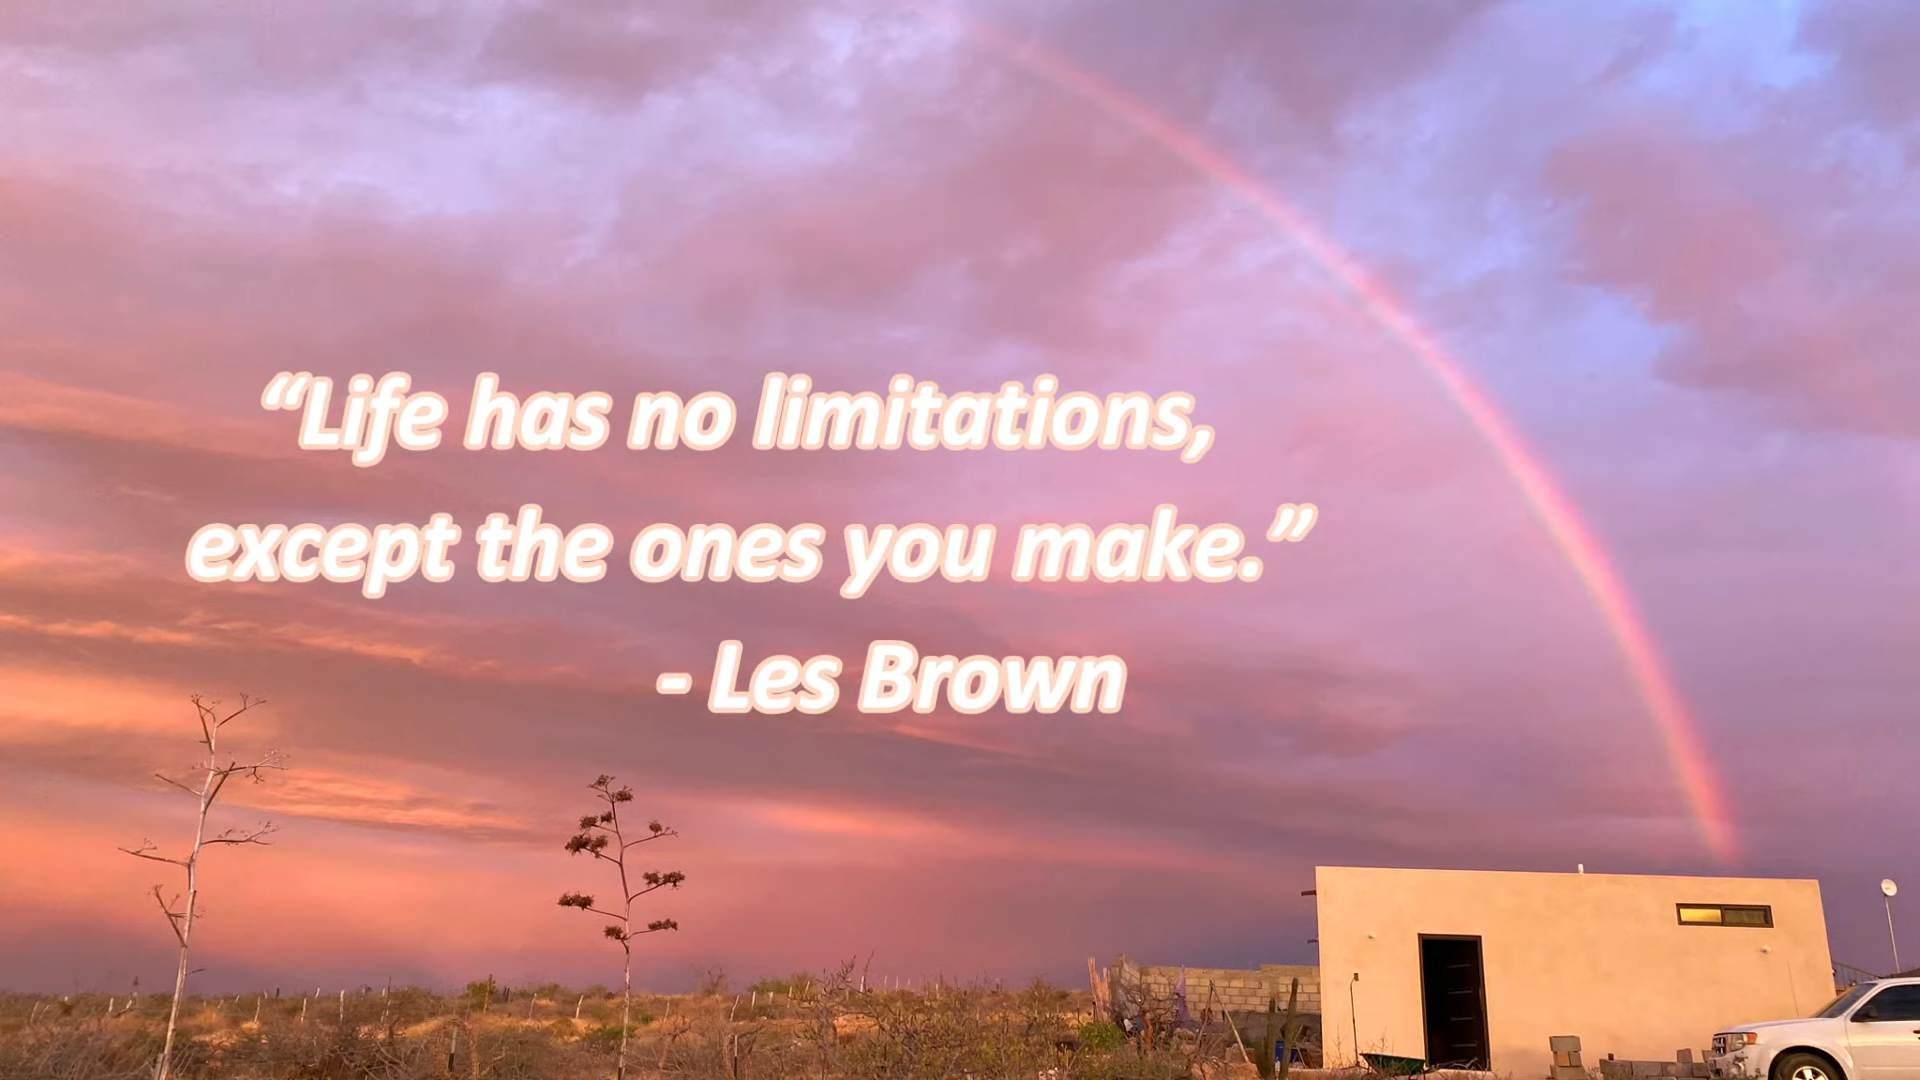 “Life has no limitations,
except the ones you make.”
- Les Brown